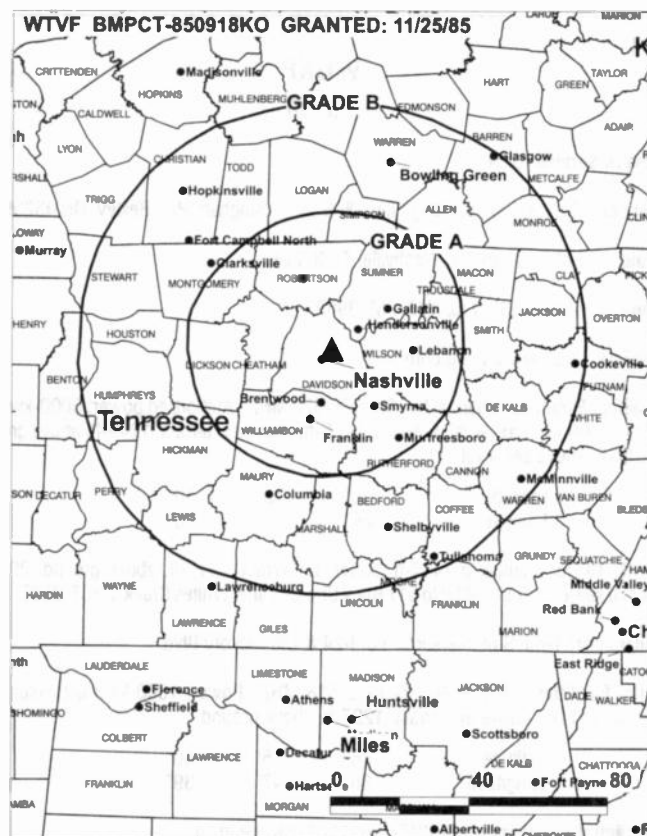 WTVF BMPCT-850918KO GRANTED: 11/25/85
MARION
CRITTENDEN
Madisonville
HOPKINS
MUHLENBERG
HART
GREEN
TAYLOR
GRADE B
EDMONSON
CALDWELL
LYON
CHRISTIAN
TODD
WARREN
BARREN
Glasgow
ADAIR
METCALFE
Bowling Green
TRIGG
Hopkinsville
LOGAN
ALLEN
SIMPSON
MONROE
Murray
Fort Campbell North
GRADE A
STEWART
Clarksville
MONTGOMERY
ROBERTSON
SUMNER
MACON
CLAY
TROUSDALE
JACKSON
OVERTON
HENRY
HOUSTON
Gallatin
Hendersonville
SMITH
DICKSON
CHEATHAM
WILSON
Lebanon
Cookeville
BENTON
DAVIDSON
Nashville
PUTNAM
HUMPHREYS
Brentwood
Smyrna
DE KALB
WHITE
Tennessee
WILLIAMSON
Franklin
Murfreesboro
HICKMAN
RUTHERFORD
CANNON
MAURY
McMinnville
DECATUR
PERRY
Columbia
BEDFORD
COFFEE
WARREN
VAN BUREN
LEWIS
MARSHALL
Shelbyville
GRUNDY
SEQUATCHIE
Tullahoma
WAYNE
Lawrenceburg
MOORE
Middle Valley
HARDIN
LAWRENCE
GILES
LINCOLN
FRANKLIN
MARION
Red Bank
East Ridge
LAUDERDALE
LIMESTONE
MADISON
JACKSON
DADE
WALKER
Florence
Athens
Huntsville
Sheffield
COLBERT
Miles
Scottsboro
LAWRENCE
Decatur
DE KALB
CHATTOOGA
FRANKLIN
MORGAN
0
40
80
Fort Payne
Albertville
CHEROKEE